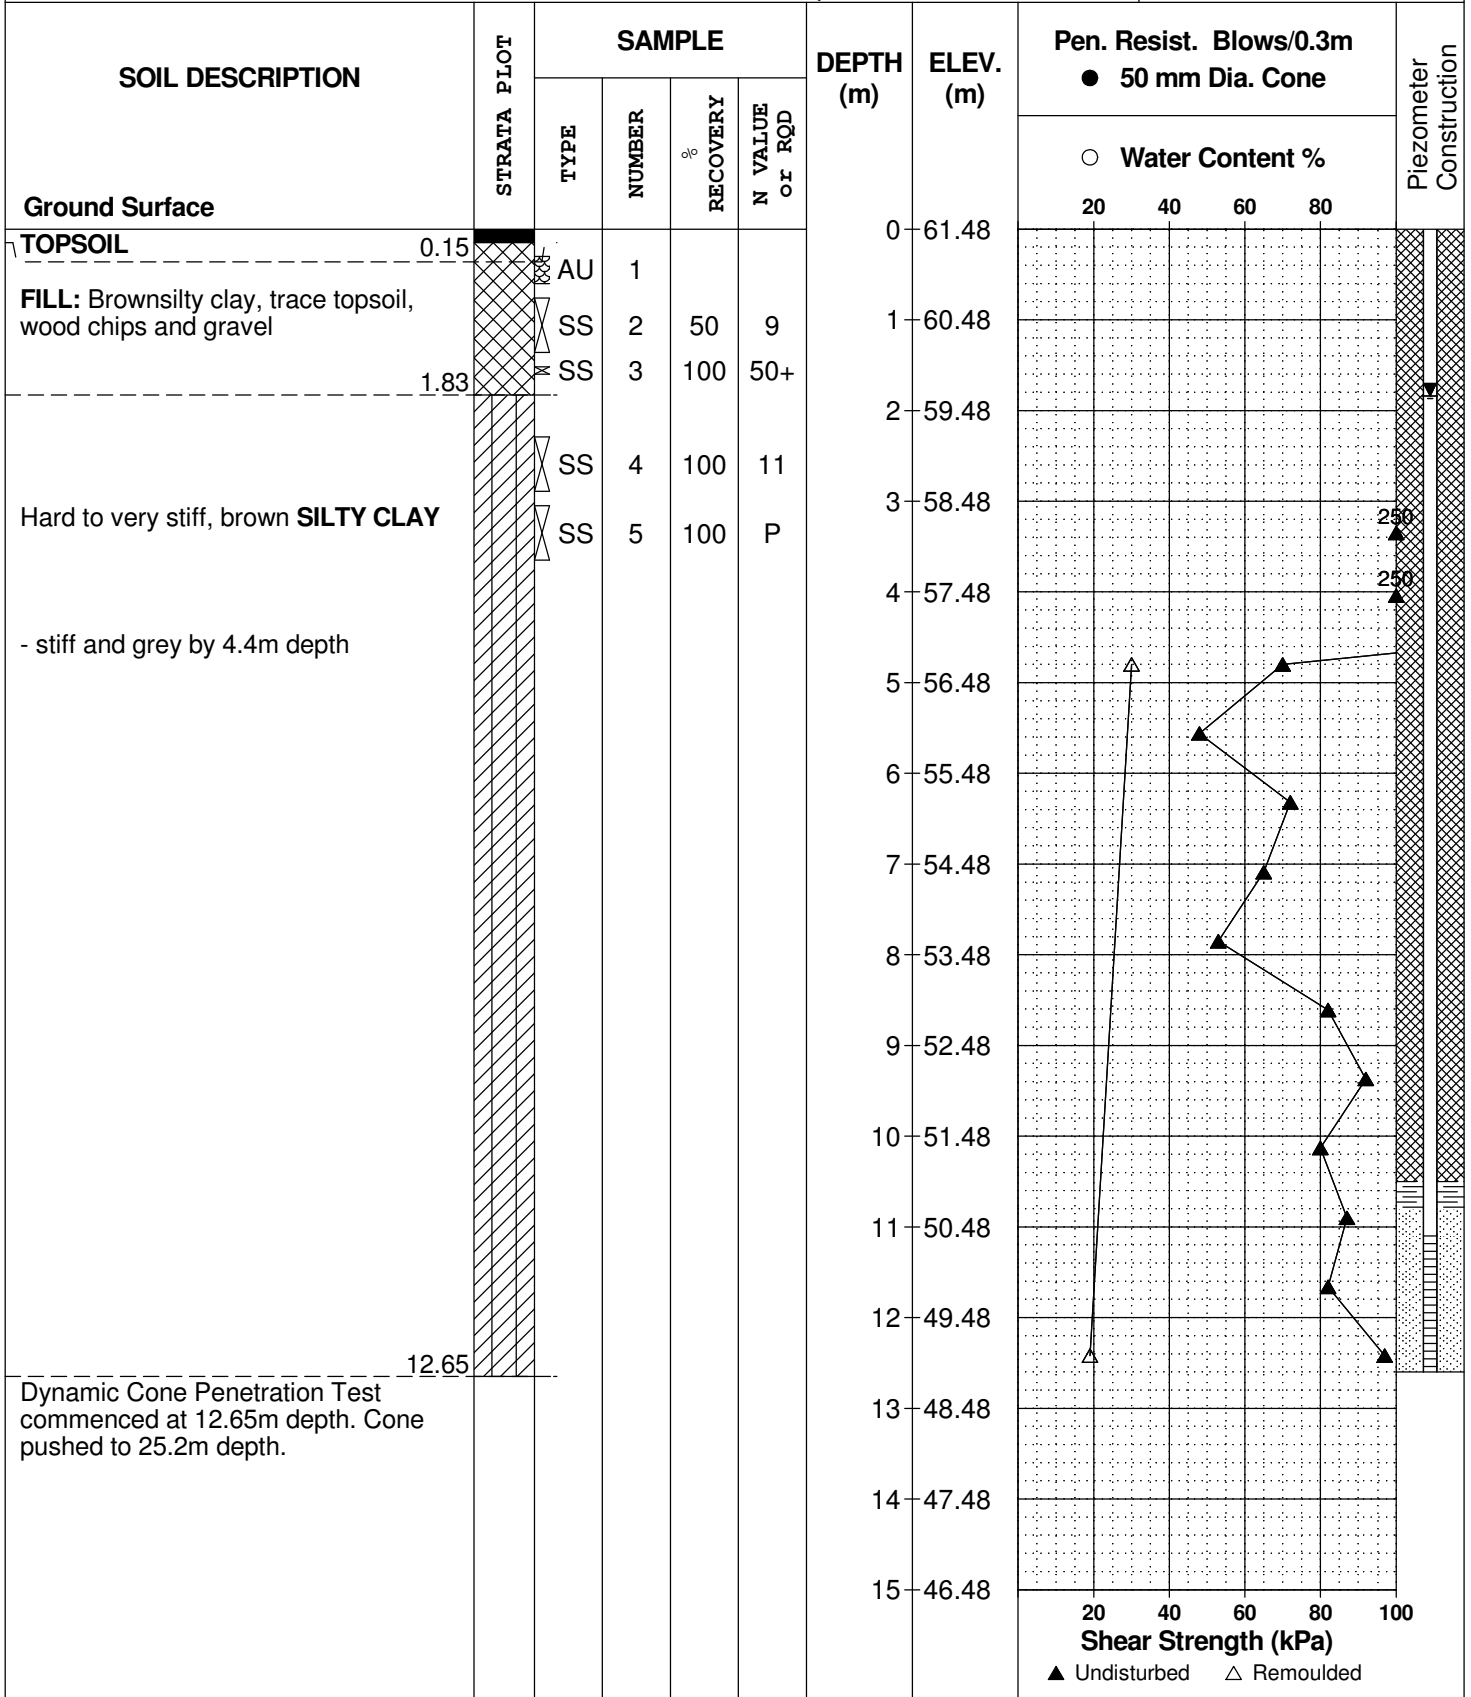 SOIL DESCRIPTION
Ground Surface
STRATA PLOT
SAMPLE
TYPE
NUMBER
%
RECOVERY
N VALUE
or RQD
DEPTH
(m)
ELEV.
(m)
Pen. Resist. Blows/0.3m
● 50 mm Dia. Cone
○ Water Content %
20 40 60 80
Piezometer
Construction
TOPSOIL 0.15
FILL: Brownsilty clay, trace topsoil,
wood chips and gravel
1.83
Hard to very stiff, brown SILTY CLAY
- stiff and grey by 4.4m depth
12.65
Dynamic Cone Penetration Test
commenced at 12.65m depth. Cone
pushed to 25.2m depth.
AU 1
SS 2 50 9
SS 3 100 50+
SS 4 100 11
SS 5 100 P
0 61.48
1 60.48
2 59.48
3 58.48
4 57.48
5 56.48
6 55.48
7 54.48
8 53.48
9 52.48
10 51.48
11 50.48
12 49.48
13 48.48
14 47.48
15 46.48
250
250
20 40 60 80 100
Shear Strength (kPa)
▲ Undisturbed △ Remoulded